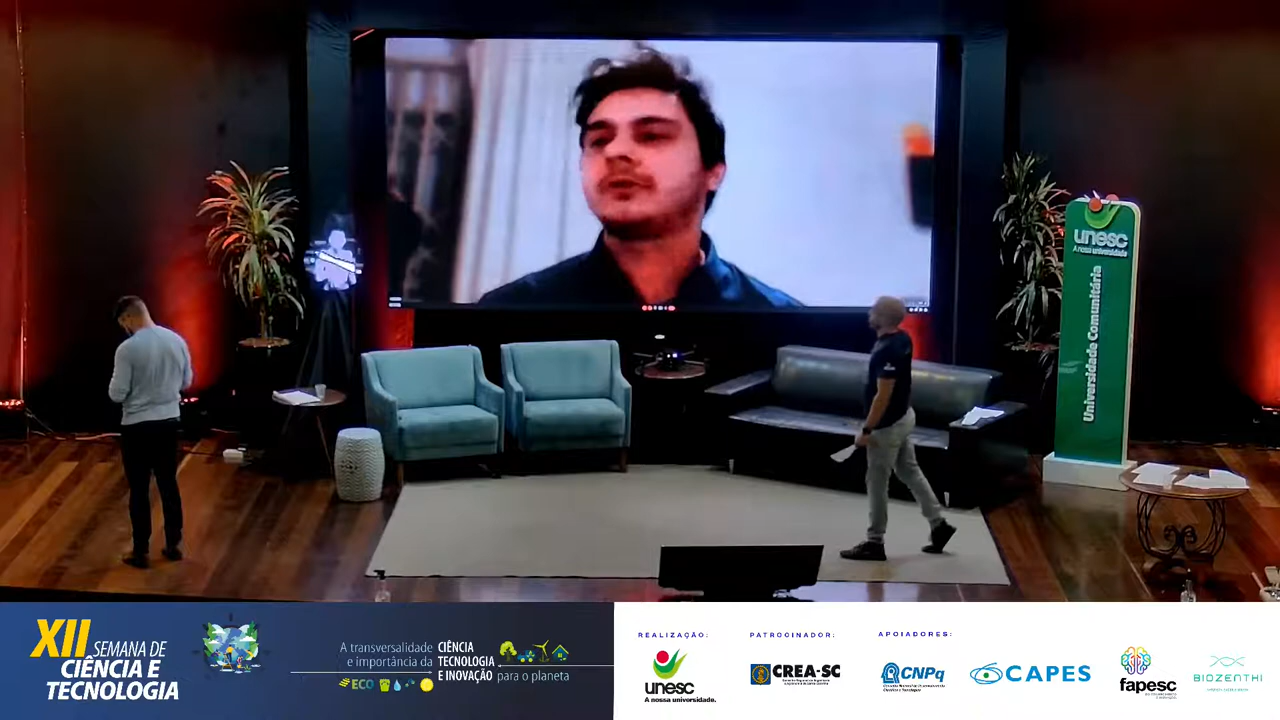 unesc
A nossa universidade
Universidade Comunitária
XII SEMANA DE
CIÊNCIA E
TECNOLOGIA
A transversalidade CIÊNCIA
e importância da TECNOLOGIA
E INOVAÇÃO para o planeta
ECO
REALIZAÇÃO:
unesc
A nossa universidade.
PATROCINADOR:
CREA-SC
APOIADORES:
CNPq
CAPES
fapesc
BIOZENTHI